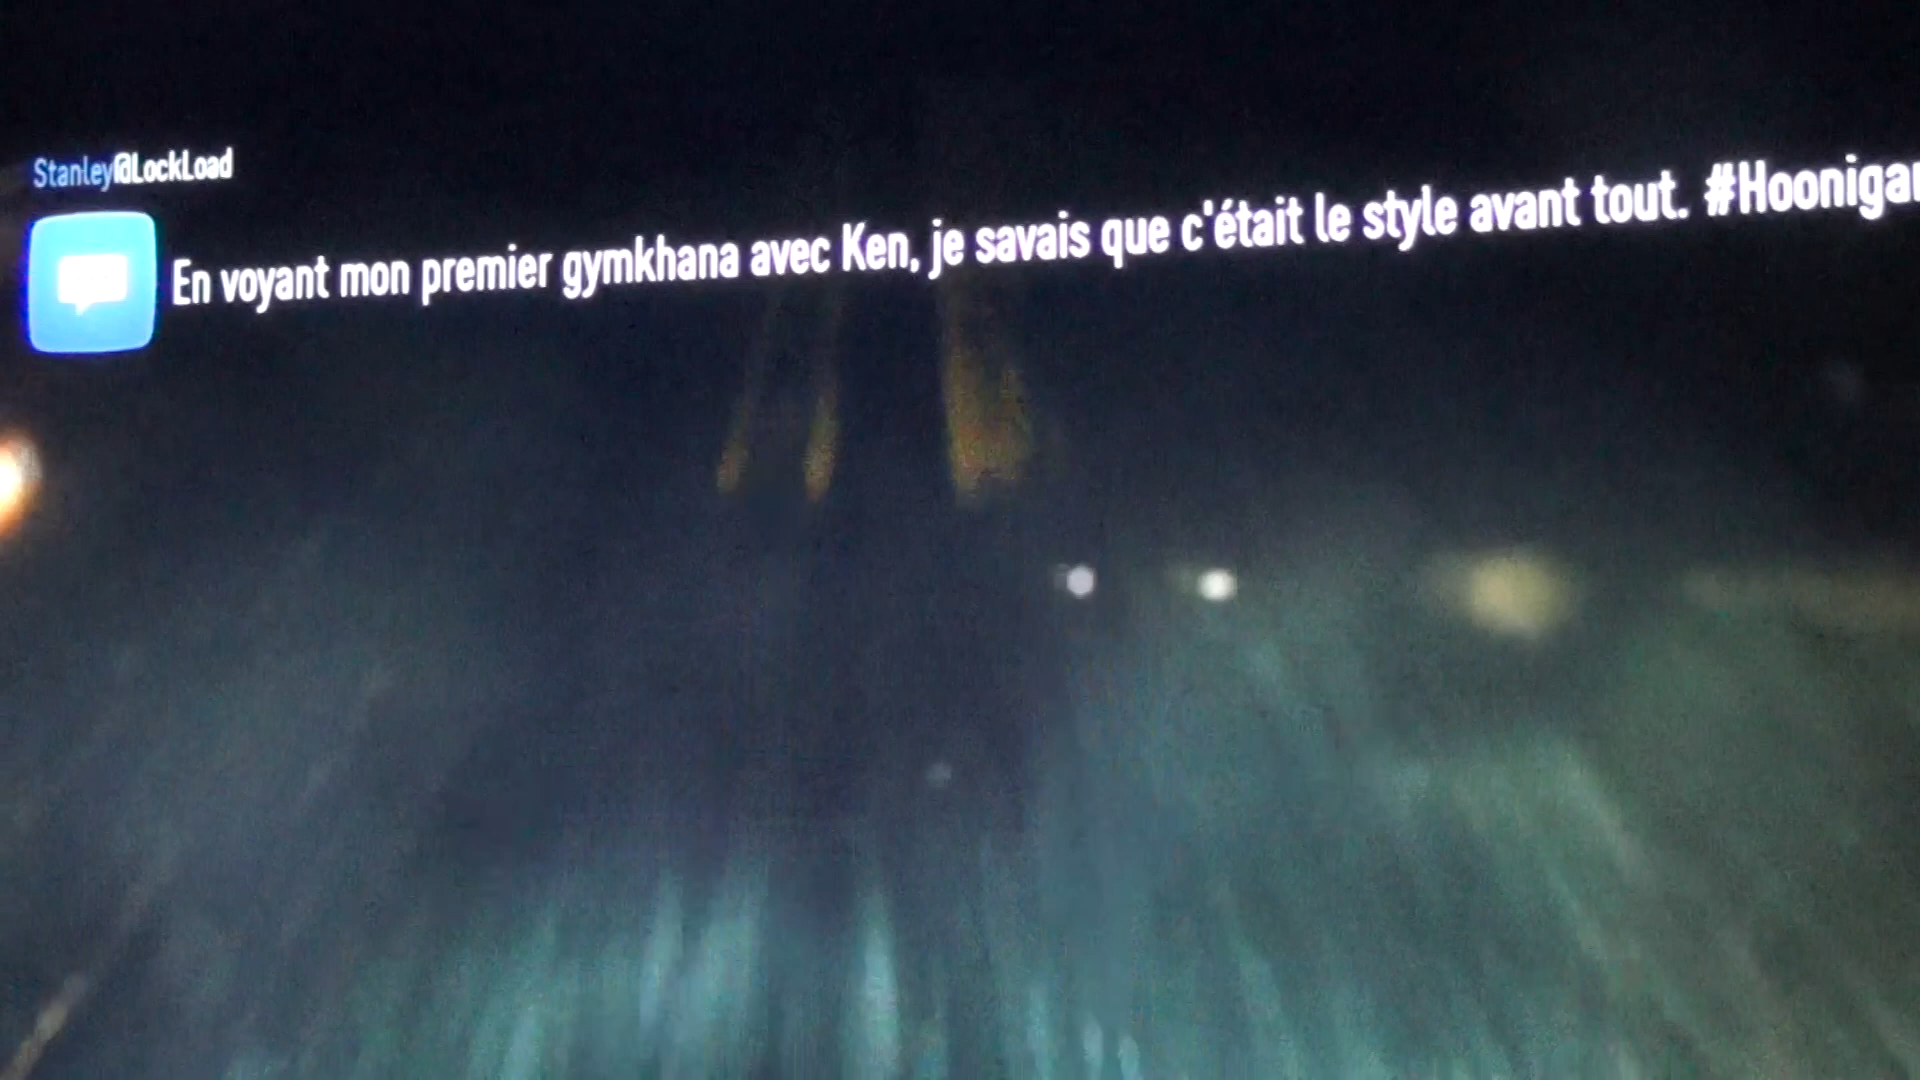 Stanley@LockLoad
En voyant mon premier gymkhana avec Ken, je savais que c'était le style avant tout.